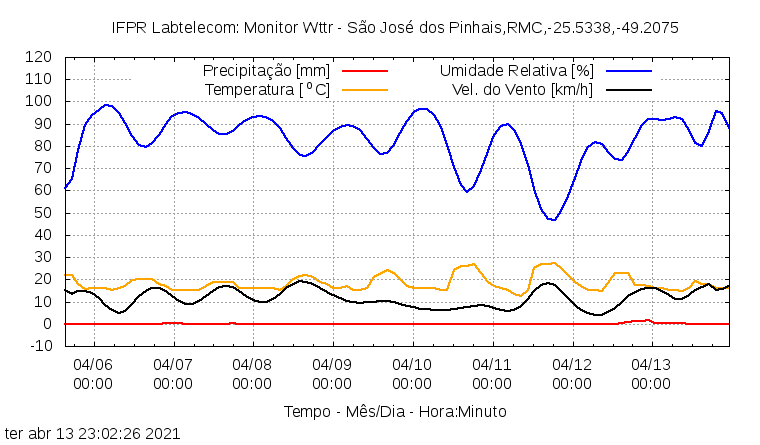 IFPR Labtelecom: Monitor Wttr - São José dos Pinhais,RMC,-25.5338,-49.2075
120
110
100
90
80
70
60
50
40
30
20
10
0
-10
Precipitação [mm]
Temperatura [ ⁰C]
Umidade Relativa [%]
Vel. do Vento [km/h]
04/06 04/07 04/08 04/09 04/10 04/11 04/12 04/13
00:00 00:00 00:00 00:00 00:00 00:00 00:00 00:00
Tempo - Mês/Dia - Hora:Minuto
ter abr 13 23:02:26 2021